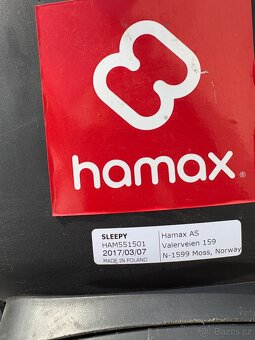 hamax®
SLEEPY
HAM551501
2017/03/07
MADE IN POLAND
Hamax AS
Valerveien 159
N-1599 Moss, Norway
Bazos.cz